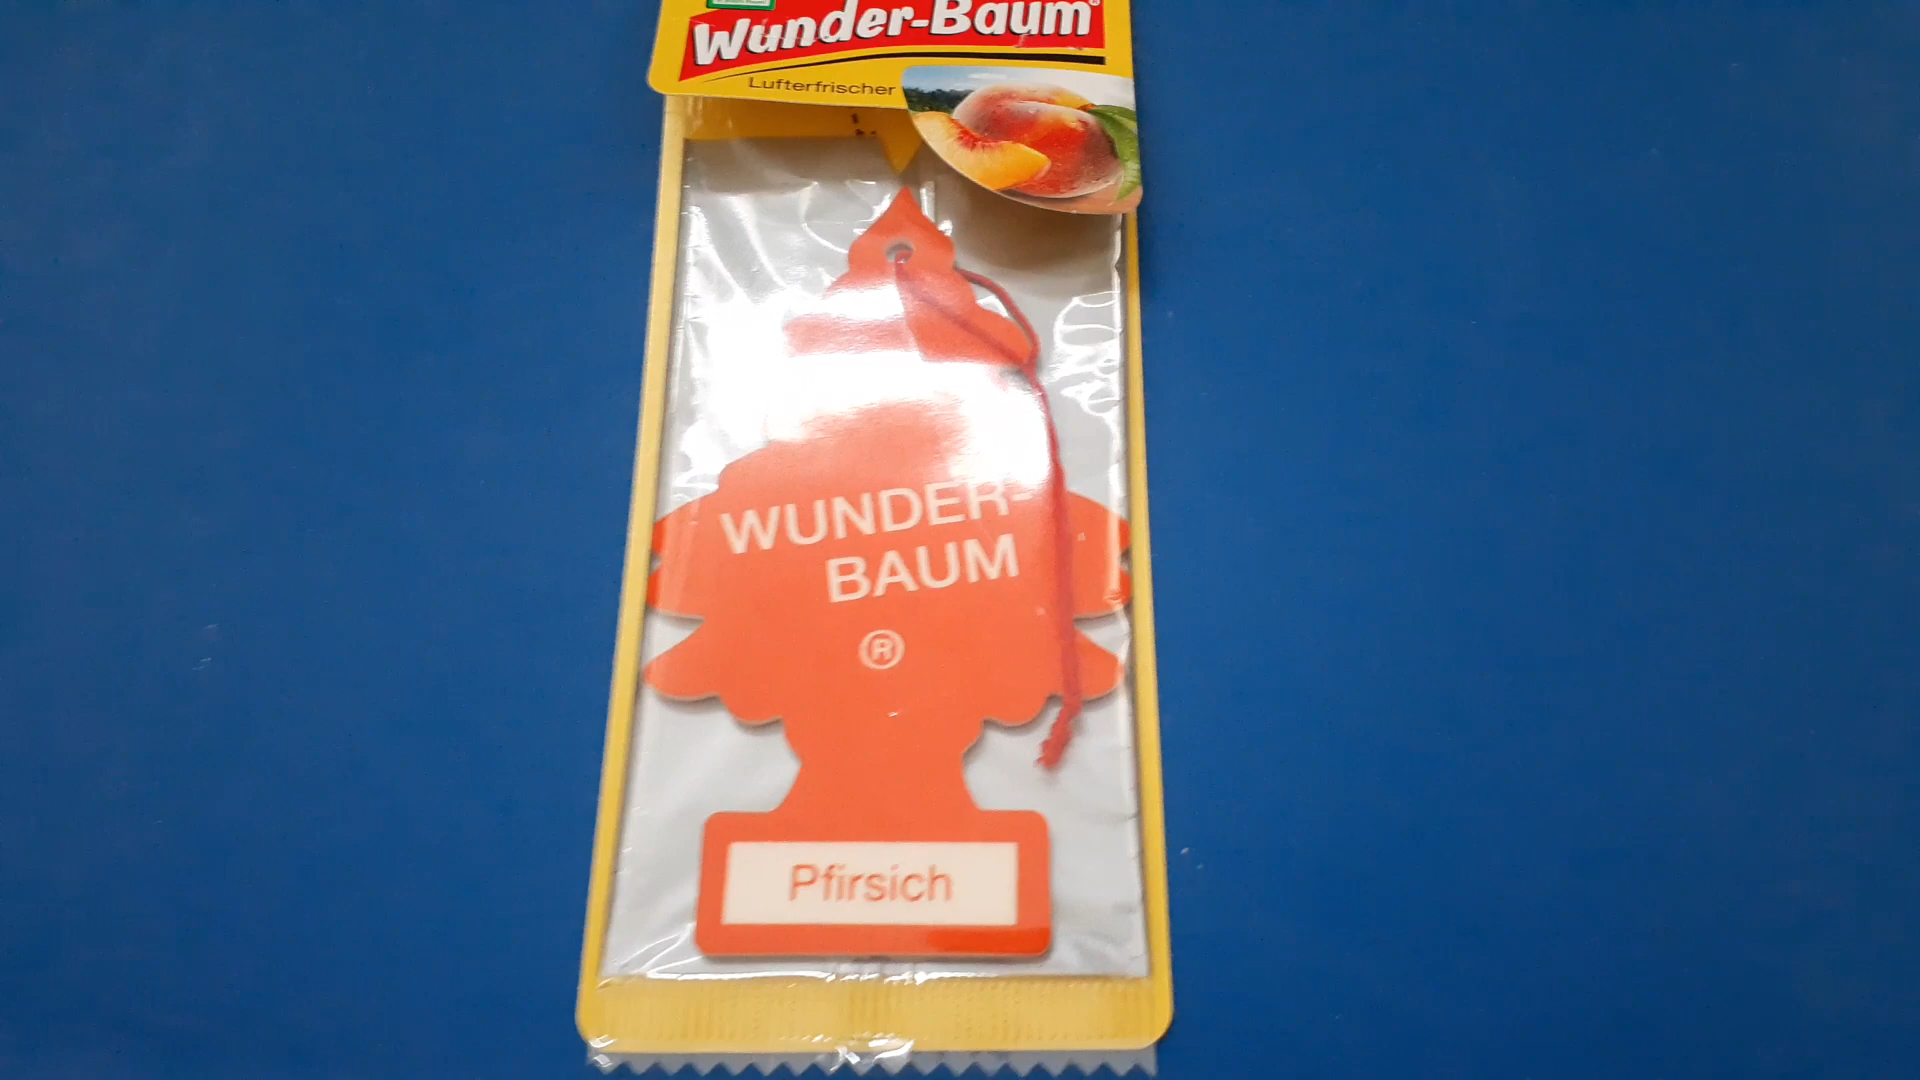 Wunder-Baum®
Lufterfrischer
WUNDER-
BAUM
®
Pfirsich